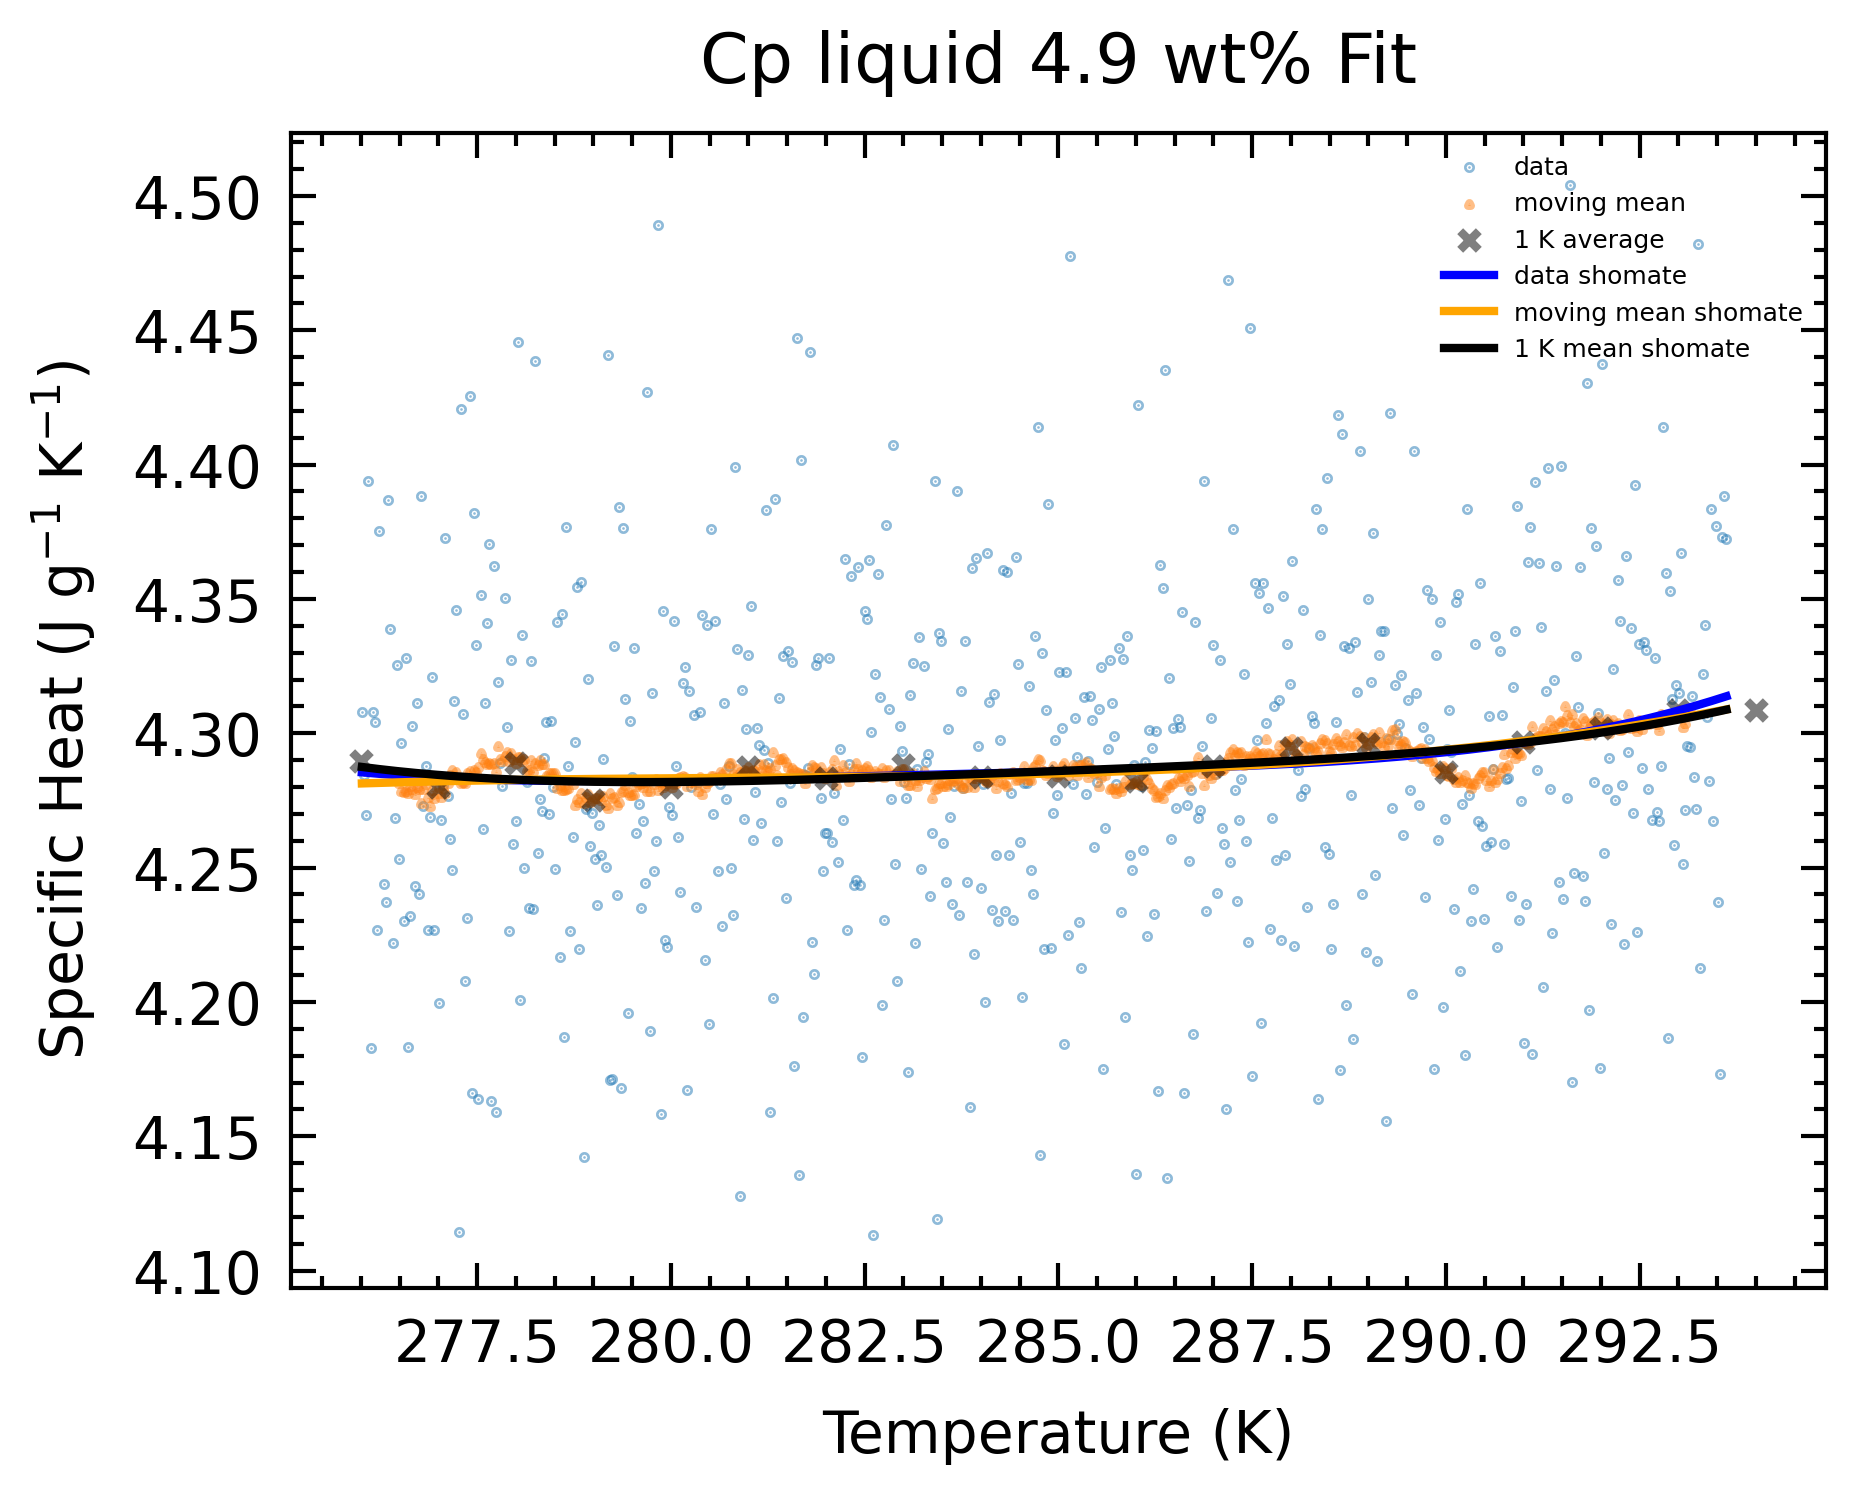 Cp liquid 4.9 wt% Fit
data
moving mean
1 K average
data shomate
moving mean shomate
1 K mean shomate
Specific Heat (J g⁻¹ K⁻¹)
4.50
4.45
4.40
4.35
4.30
4.25
4.20
4.15
4.10
277.5 280.0 282.5 285.0 287.5 290.0 292.5
Temperature (K)